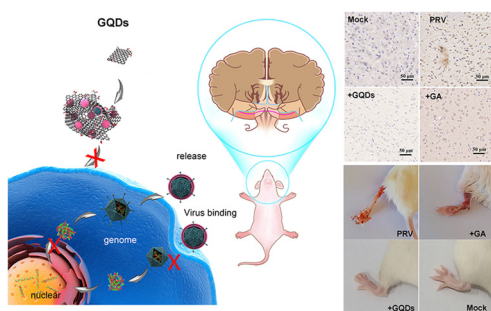 GQDs
release
Virus binding
genome
nuclear
Mock
PRV
50 μm
50 μm
+GQDs
+GA
50 μm
50 μm
PRV
+GA
+GQDs
Mock